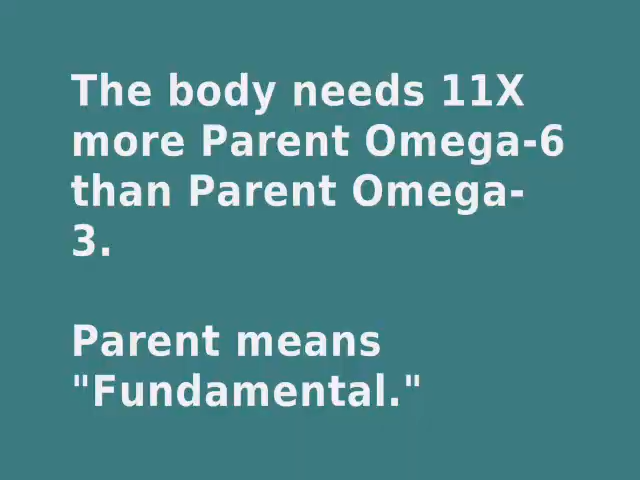 The body needs 11X
more Parent Omega-6
than Parent Omega-
3.
Parent means
"Fundamental."